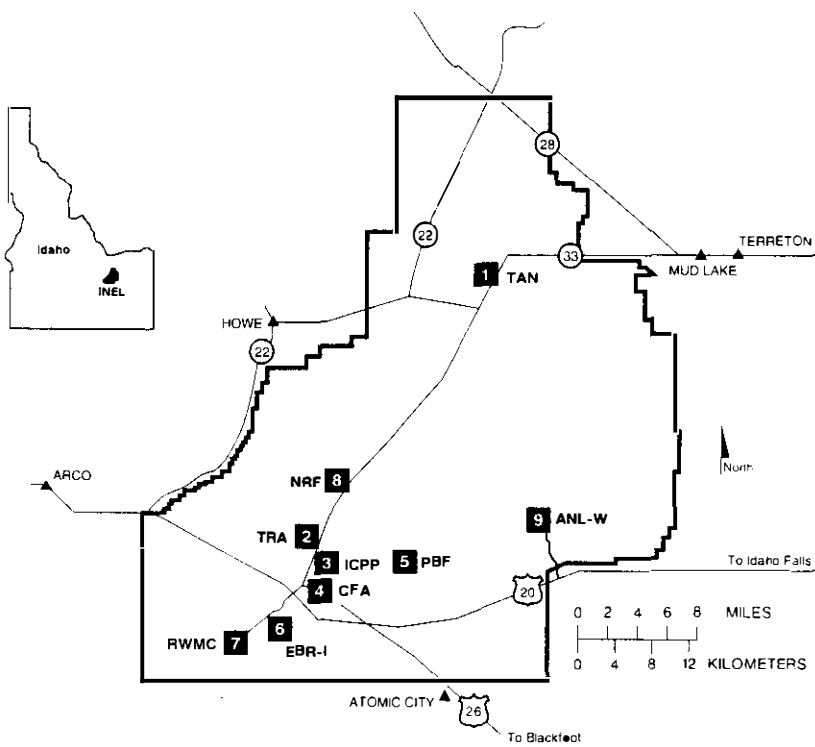 28
22
Idaho
INEL
33
TERRETON
MUD LAKE
1 TAN
HOWE
22
ARCO
North
NRF 8
9 ANL-W
TRA 2
3 ICPP
5 PBF
To Idaho Falls
4 CFA
20
0 2 4 6 8 MILES
0 4 8 12 KILOMETERS
6
EBR-I
RWMC 7
ATOMIC CITY
26
To Blackfoot